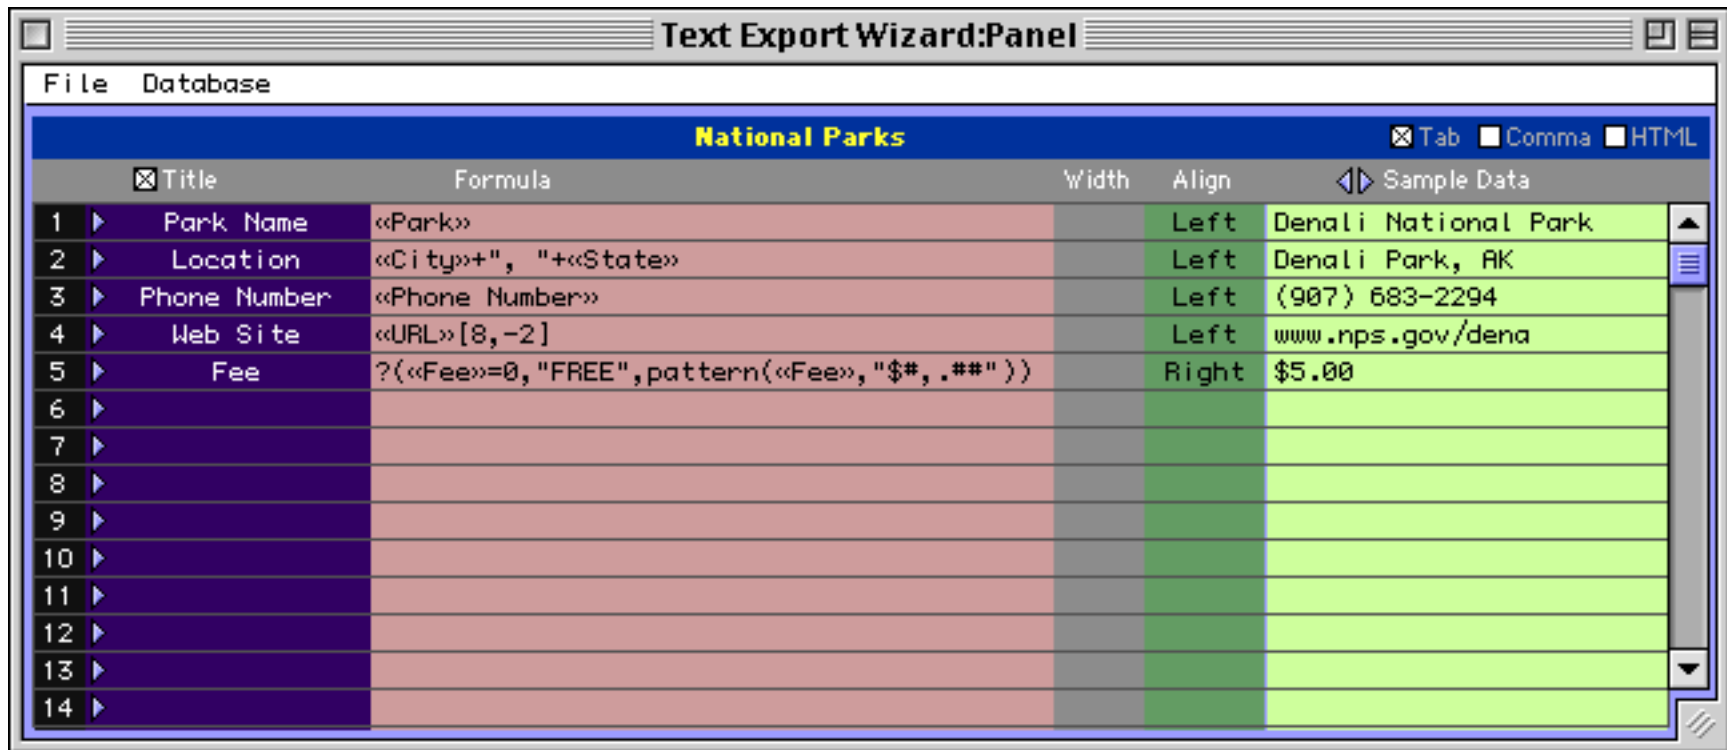 Text Export Wizard:Panel
File Database
National Parks Tab Comma HTML
Title Formula Width Align Sample Data
1 Park Name «Park» Left Denali National Park
2 Location «City»+", "+«State» Left Denali Park, AK
3 Phone Number «Phone Number» Left (907) 683-2294
4 Web Site «URL»[8,-2] Left www.nps.gov/dena
5 Fee ?(«Fee»=0,"FREE",pattern(«Fee»,"$#,.##")) Right $5.00
6
7
8
9
10
11
12
13
14